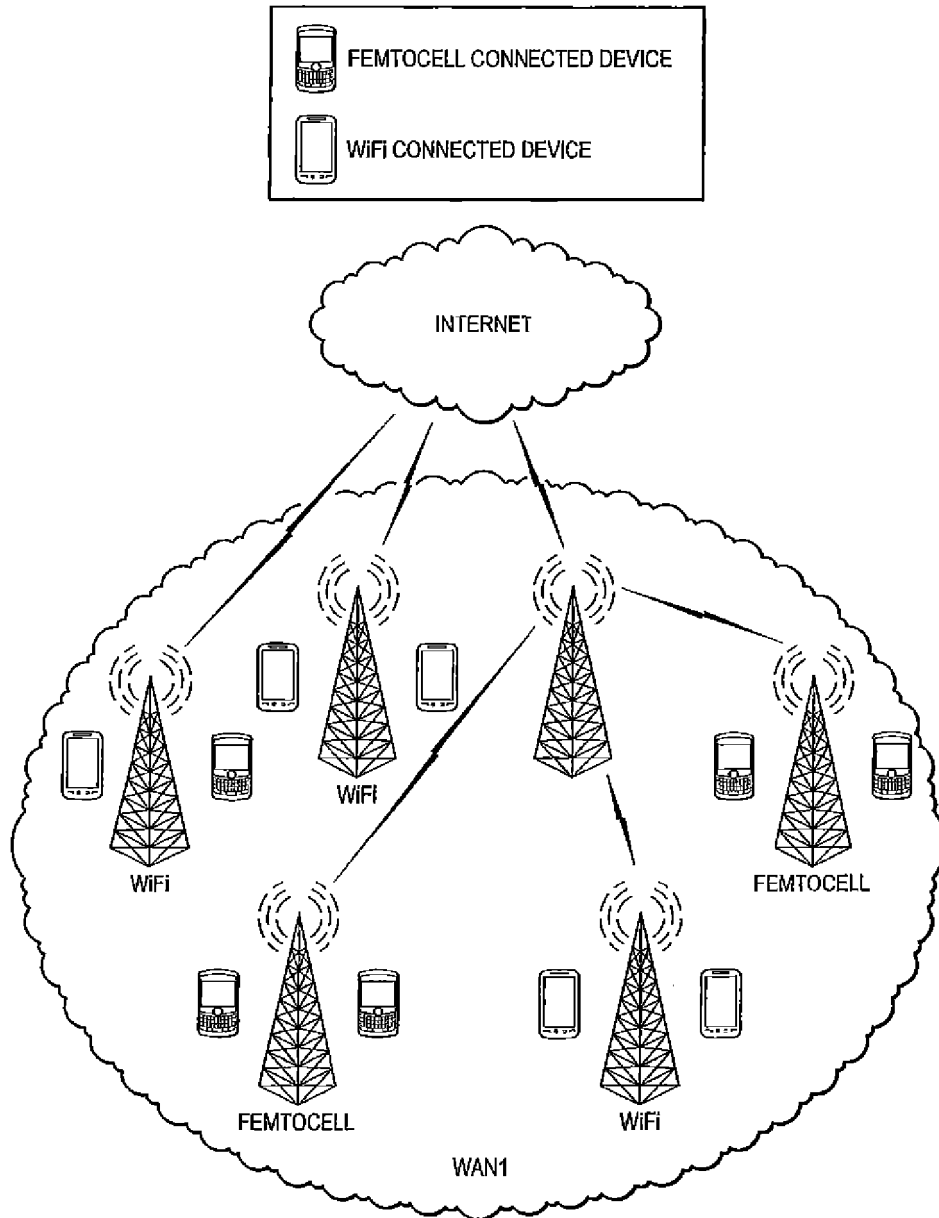 FEMTOCELL CONNECTED DEVICE
WiFi CONNECTED DEVICE
INTERNET
WiFi
WiFi
FEMTOCELL
FEMTOCELL
WiFi
WAN1